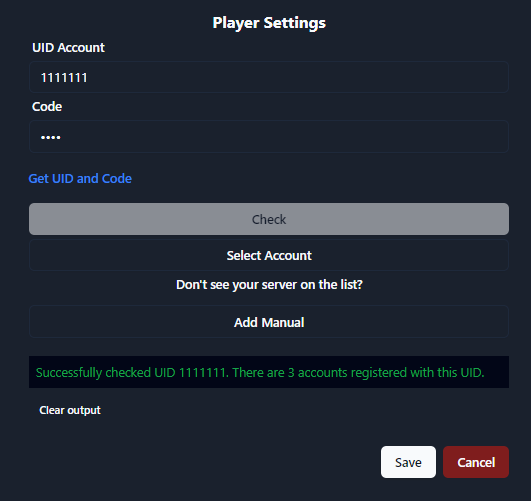 Player Settings
UID Account
1111111
Code
••••
Get UID and Code
Check
Select Account
Don't see your server on the list?
Add Manual
Successfully checked UID 1111111. There are 3 accounts registered with this UID.
Clear output
Save
Cancel